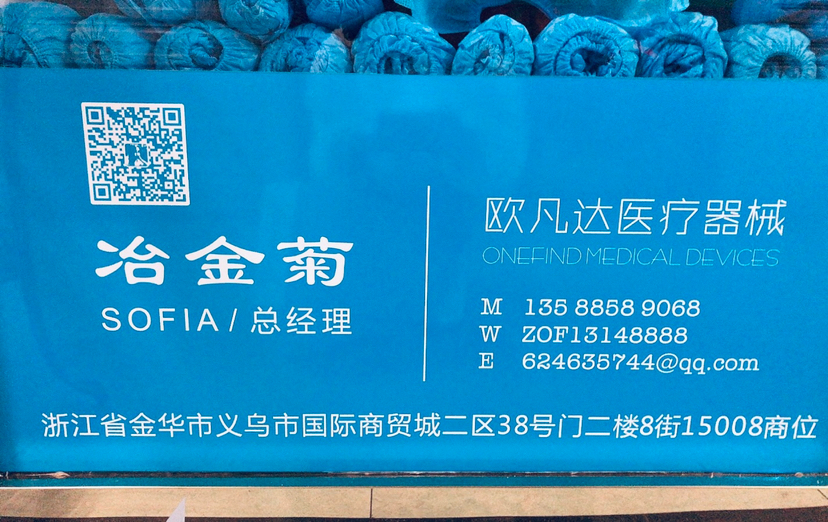 冶金菊
SOFIA / 总经理
欧凡达医疗器械
ONEFIND MEDICAL DEVICES
M 135 8858 9068
W ZOF13148888
E 624635744@qq.com
浙江省金华市义乌市国际商贸城二区38号门二楼8街15008商位